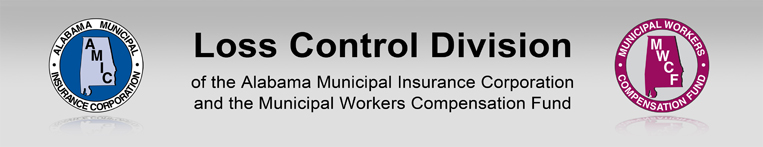 ALABAMA MUNICIPAL
INSURANCE CORPORATION
AMIC
Loss Control Division
of the Alabama Municipal Insurance Corporation
and the Municipal Workers Compensation Fund
MUNICIPAL WORKERS
COMPENSATION FUND
MWCF